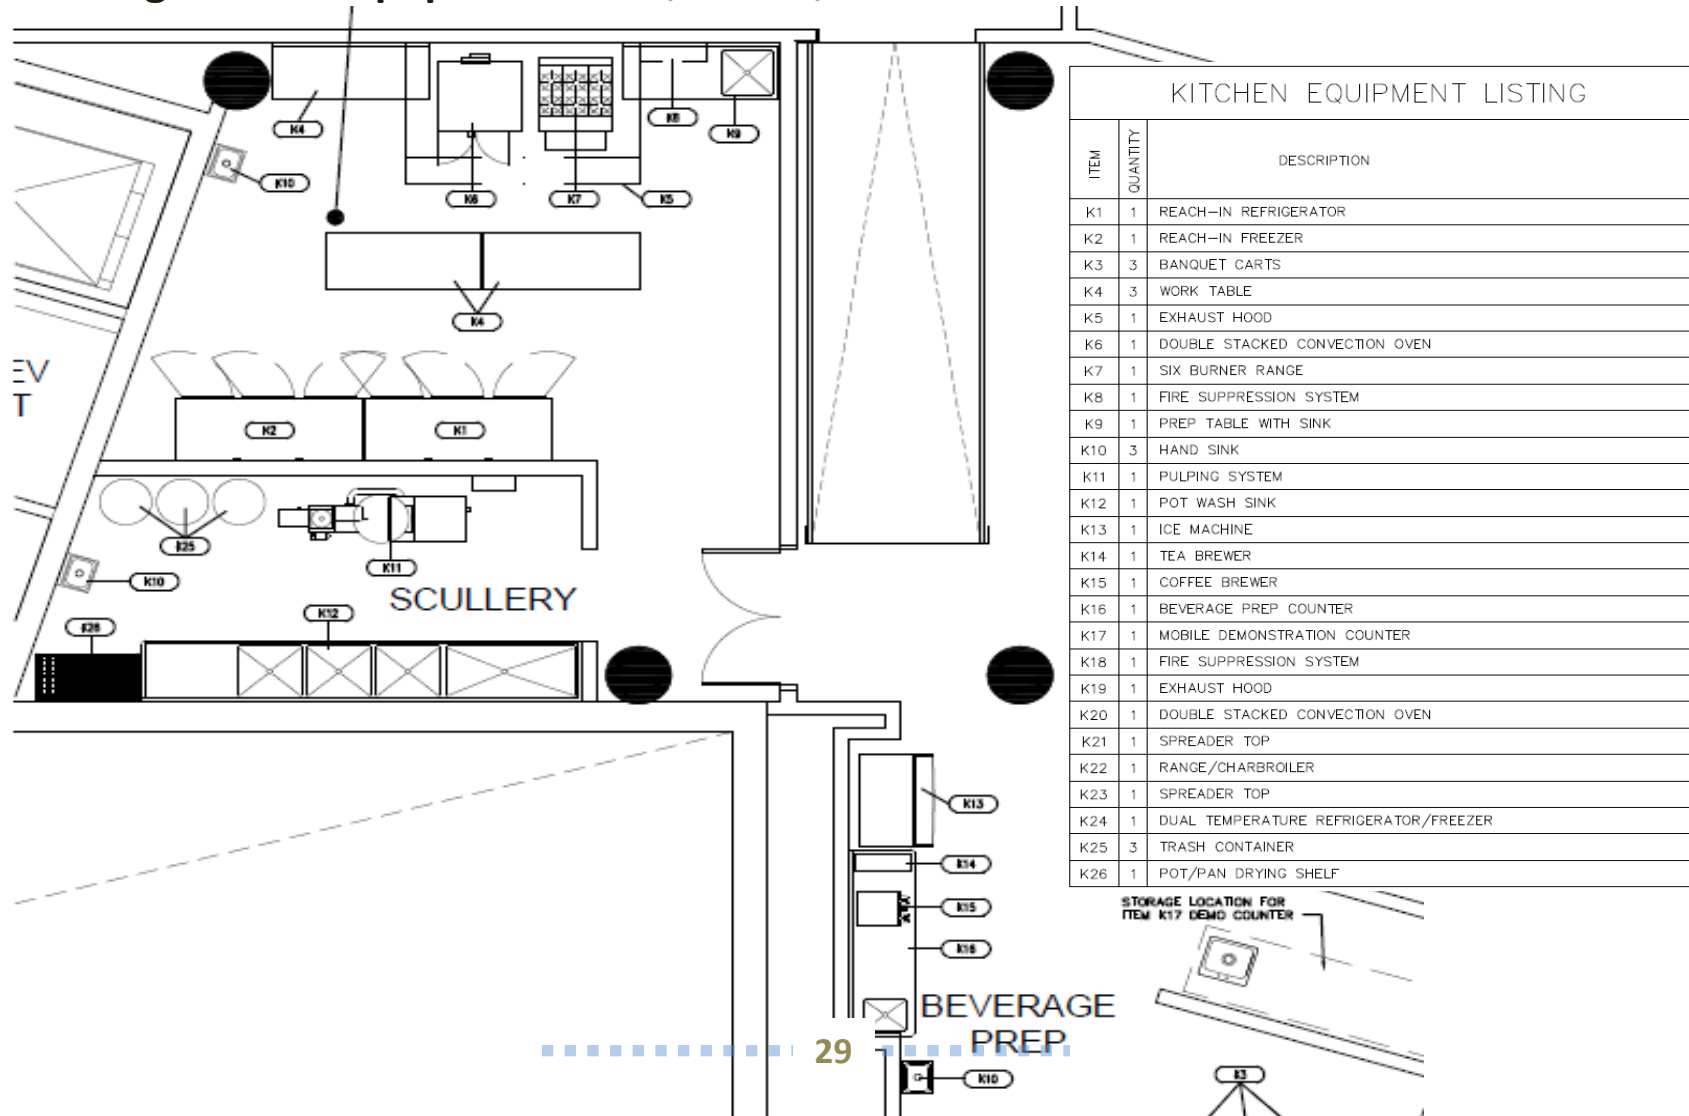 KITCHEN EQUIPMENT LISTING
ITEM QUANTITY DESCRIPTION
K1 1 REACH-IN REFRIGERATOR
K2 1 REACH-IN FREEZER
K3 3 BANQUET CARTS
K4 3 WORK TABLE
K5 1 EXHAUST HOOD
K6 1 DOUBLE STACKED CONVECTION OVEN
K7 1 SIX BURNER RANGE
K8 1 FIRE SUPPRESSION SYSTEM
K9 1 PREP TABLE WITH SINK
K10 3 HAND SINK
K11 1 PULPING SYSTEM
K12 1 POT WASH SINK
K13 1 ICE MACHINE
K14 1 TEA BREWER
K15 1 COFFEE BREWER
K16 1 BEVERAGE PREP COUNTER
K17 1 MOBILE DEMONSTRATION COUNTER
K18 1 FIRE SUPPRESSION SYSTEM
K19 1 EXHAUST HOOD
K20 1 DOUBLE STACKED CONVECTION OVEN
K21 1 SPREADER TOP
K22 1 RANGE/CHARBROILER
K23 1 SPREADER TOP
K24 1 DUAL TEMPERATURE REFRIGERATOR/FREEZER
K25 3 TRASH CONTAINER
K26 1 POT/PAN DRYING SHELF
K4
K8
K9
K10
K6
K7
K5
K4
EV
T
K2
K1
K25
K11
K10
SCULLERY
K12
K26
K13
K14
K15
K16
STORAGE LOCATION FOR
ITEM K17 DEMO COUNTER
BEVERAGE
PREP
29
K10
K3